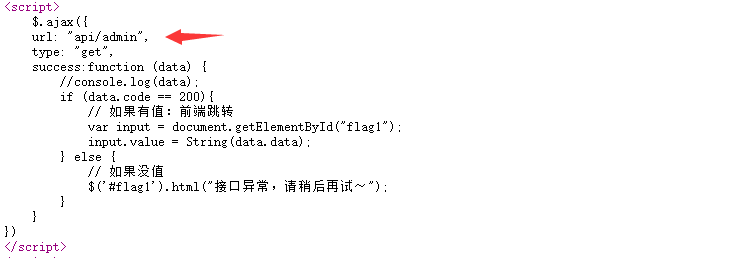 <script>
$.ajax({
url: "api/admin",
type: "get",
success:function (data) {
//console.log(data);
if (data.code == 200){
// 如果有值：前端跳转
var input = document.getElementById("flag1");
input.value = String(data.data);
} else {
// 如果没值
$('#flag1').html("接口异常，请稍后再试～");
}
}
})
</script>